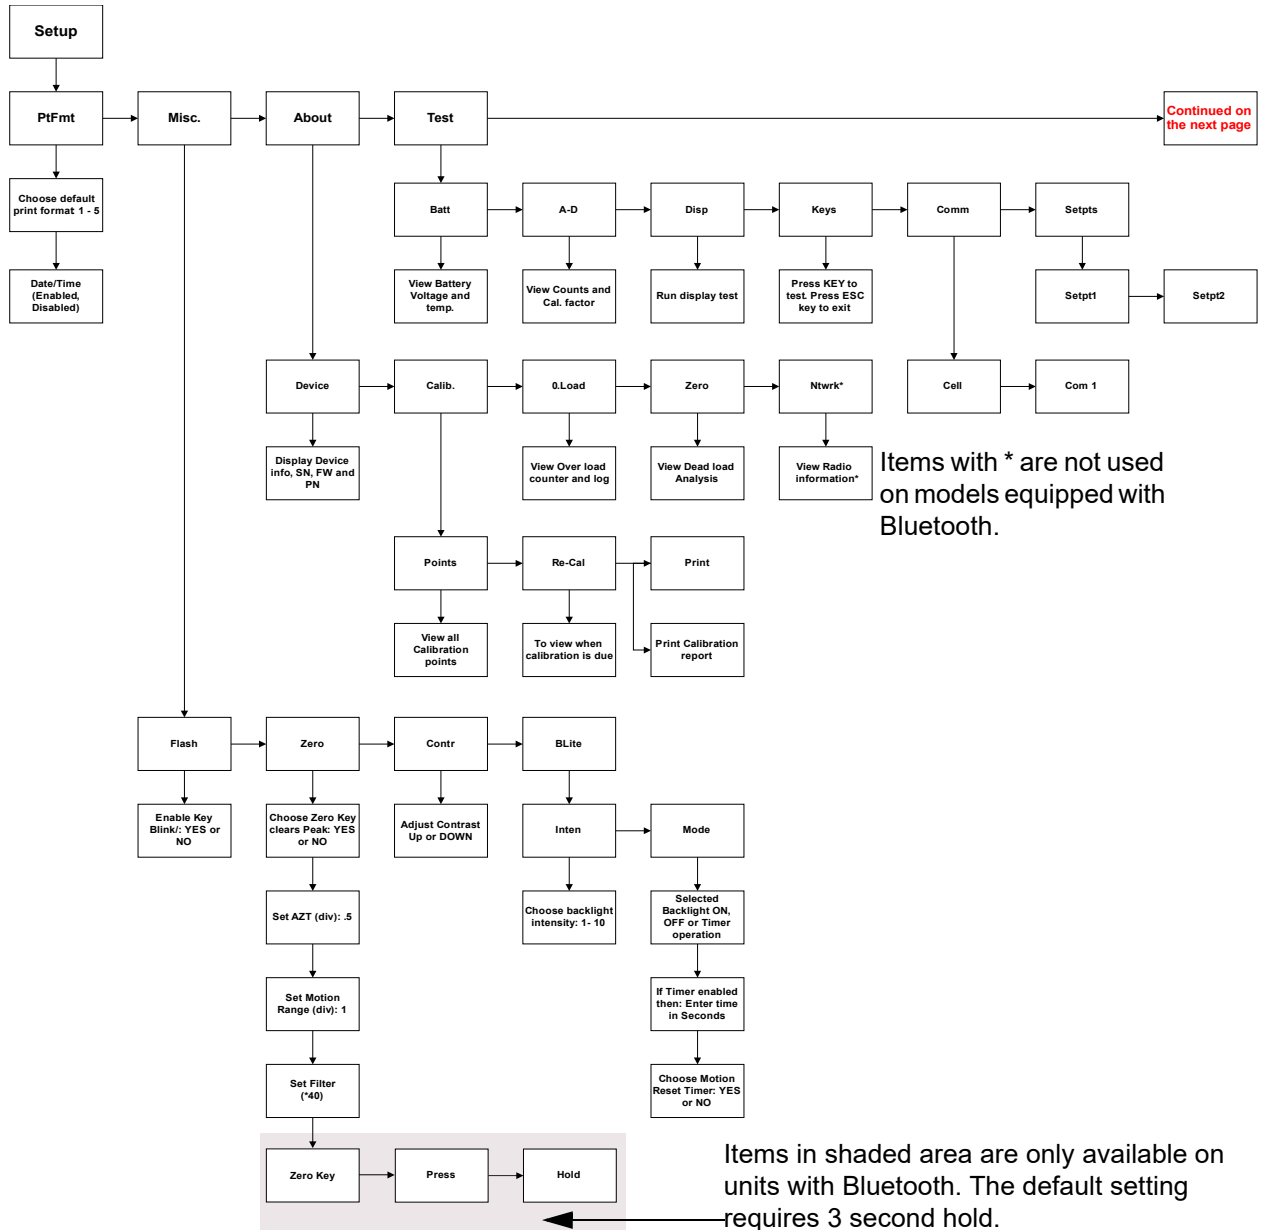 Setup
PtFmt
Misc.
About
Test
Continued on
the next page
Choose default
print format 1 - 5
Batt
A-D
Disp
Keys
Comm
Setpts
Date/Time
(Enabled,
Disabled)
View Battery
Voltage and
temp.
View Counts and
Cal. factor
Run display test
Press KEY to
test. Press ESC
key to exit
Setpt1
Setpt2
Device
Calib.
0.Load
Zero
Ntwrk*
Cell
Com 1
Display Device
info, SN, FW and
PN
View Over load
counter and log
View Dead load
Analysis
View Radio
information*
Items with * are not used
on models equipped with
Bluetooth.
Points
Re-Cal
Print
View all
Calibration
points
To view when
calibration is due
Print Calibration
report
Flash
Zero
Contr
BLite
Enable Key
Blink/: YES or
NO
Choose Zero Key
clears Peak: YES
or NO
Adjust Contrast
Up or DOWN
Inten
Mode
Set AZT (div): .5
Choose backlight
intensity: 1- 10
Selected
Backlight ON,
OFF or Timer
operation
Set Motion
Range (div): 1
If Timer enabled
then: Enter time
in Seconds
Set Filter
(*40)
Choose Motion
Reset Timer: YES
or NO
Zero Key
Press
Hold
Items in shaded area are only available on
units with Bluetooth. The default setting
requires 3 second hold.